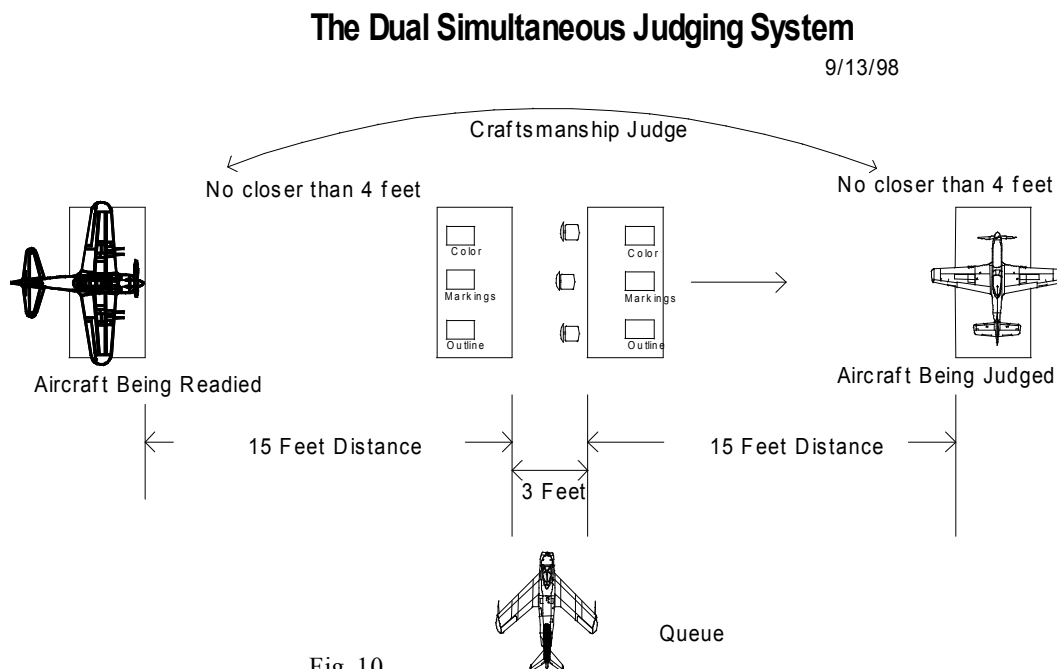 The Dual Simultaneous Judging System
9/13/98
Craftsmanship Judge
No closer than 4 feet
No closer than 4 feet
Color
Color
Markings
Markings
Outline
Outline
Aircraft Being Readied
Aircraft Being Judged
15 Feet Distance
15 Feet Distance
3 Feet
Queue
Fig. 10